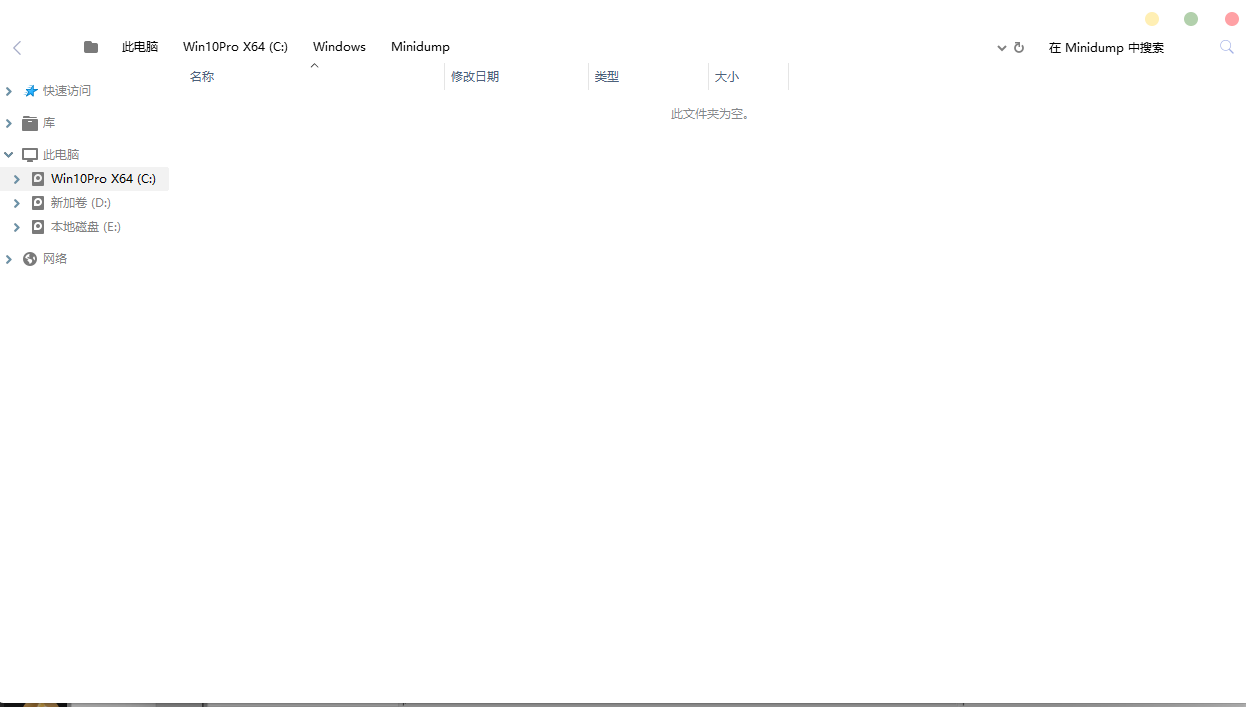 此电脑 Win10Pro X64 (C:) Windows Minidump 在 Minidump 中搜索
名称 修改日期 类型 大小
此文件夹为空。
快速访问
库
此电脑
Win10Pro X64 (C:)
新加卷 (D:)
本地磁盘 (E:)
网络